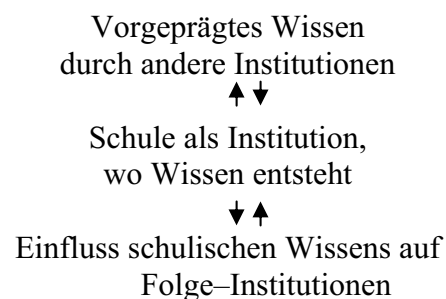 Vorgeprägtes Wissen
durch andere Institutionen
Schule als Institution,
wo Wissen entsteht
Einfluss schulischen Wissens auf
Folge–Institutionen